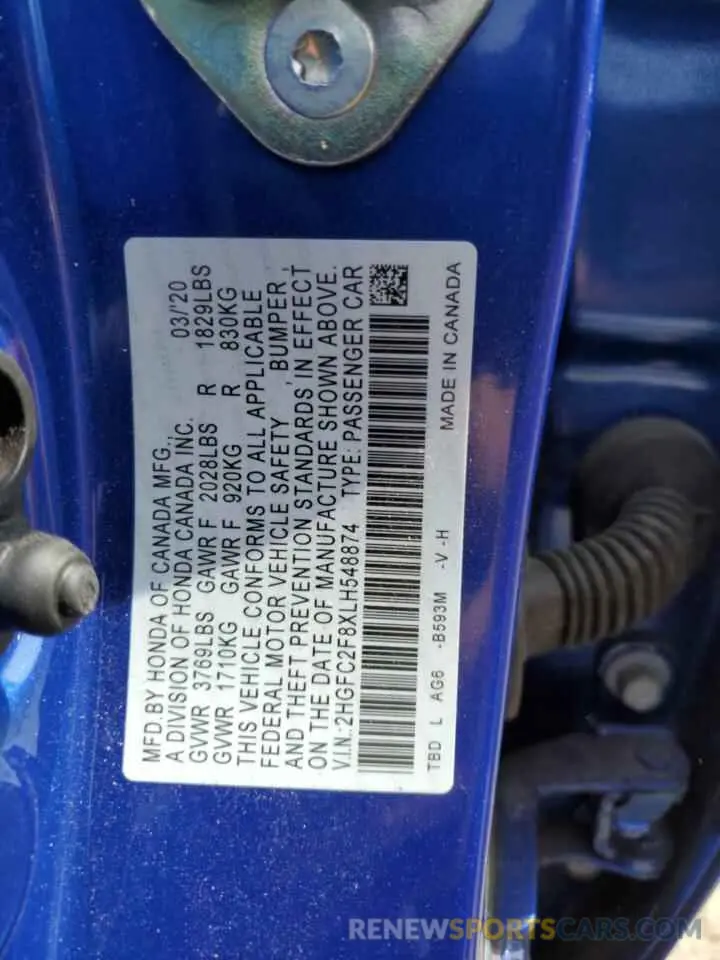 MFD.BY HONDA OF CANADA MFG., 03/'20
A DIVISION OF HONDA CANADA INC.
GVWR 3769LBS GAWR F 2028LBS R 1829LBS
GVWR 1710KG GAWR F 920KG R 830KG
THIS VEHICLE CONFORMS TO ALL APPLICABLE
FEDERAL MOTOR VEHICLE SAFETY, BUMPER,
AND THEFT PREVENTION STANDARDS IN EFFECT
ON THE DATE OF MANUFACTURE SHOWN ABOVE.
V.I.N.: 2HGFC2F8XLH548874 TYPE: PASSENGER CAR
TBD L AG6 -B593M -V -H MADE IN CANADA
RENEWSPORTSCARS.COM